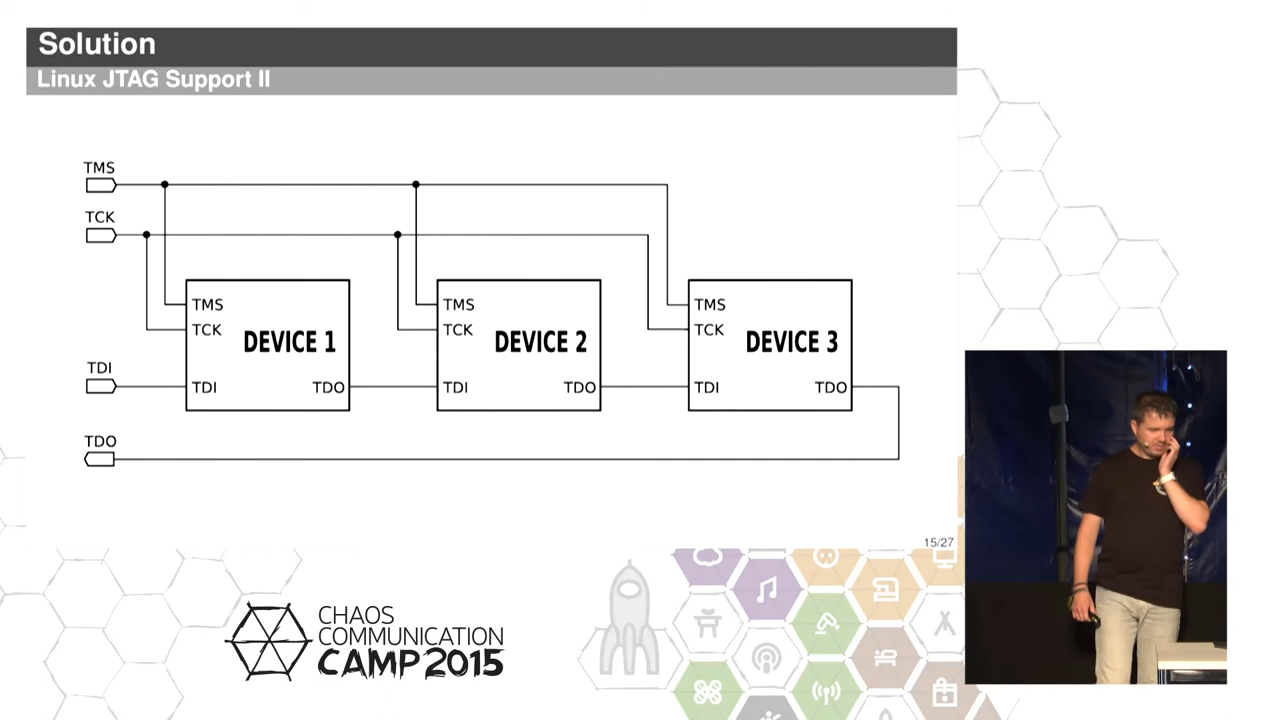 Solution
Linux JTAG Support II
TMS
TCK
TMS
TCK
DEVICE 1
TDI
TDO
TMS
TCK
DEVICE 2
TDI
TDO
TMS
TCK
DEVICE 3
TDI
TDO
TDI
TDO
15/27
CHAOS
COMMUNICATION
CAMP 2015